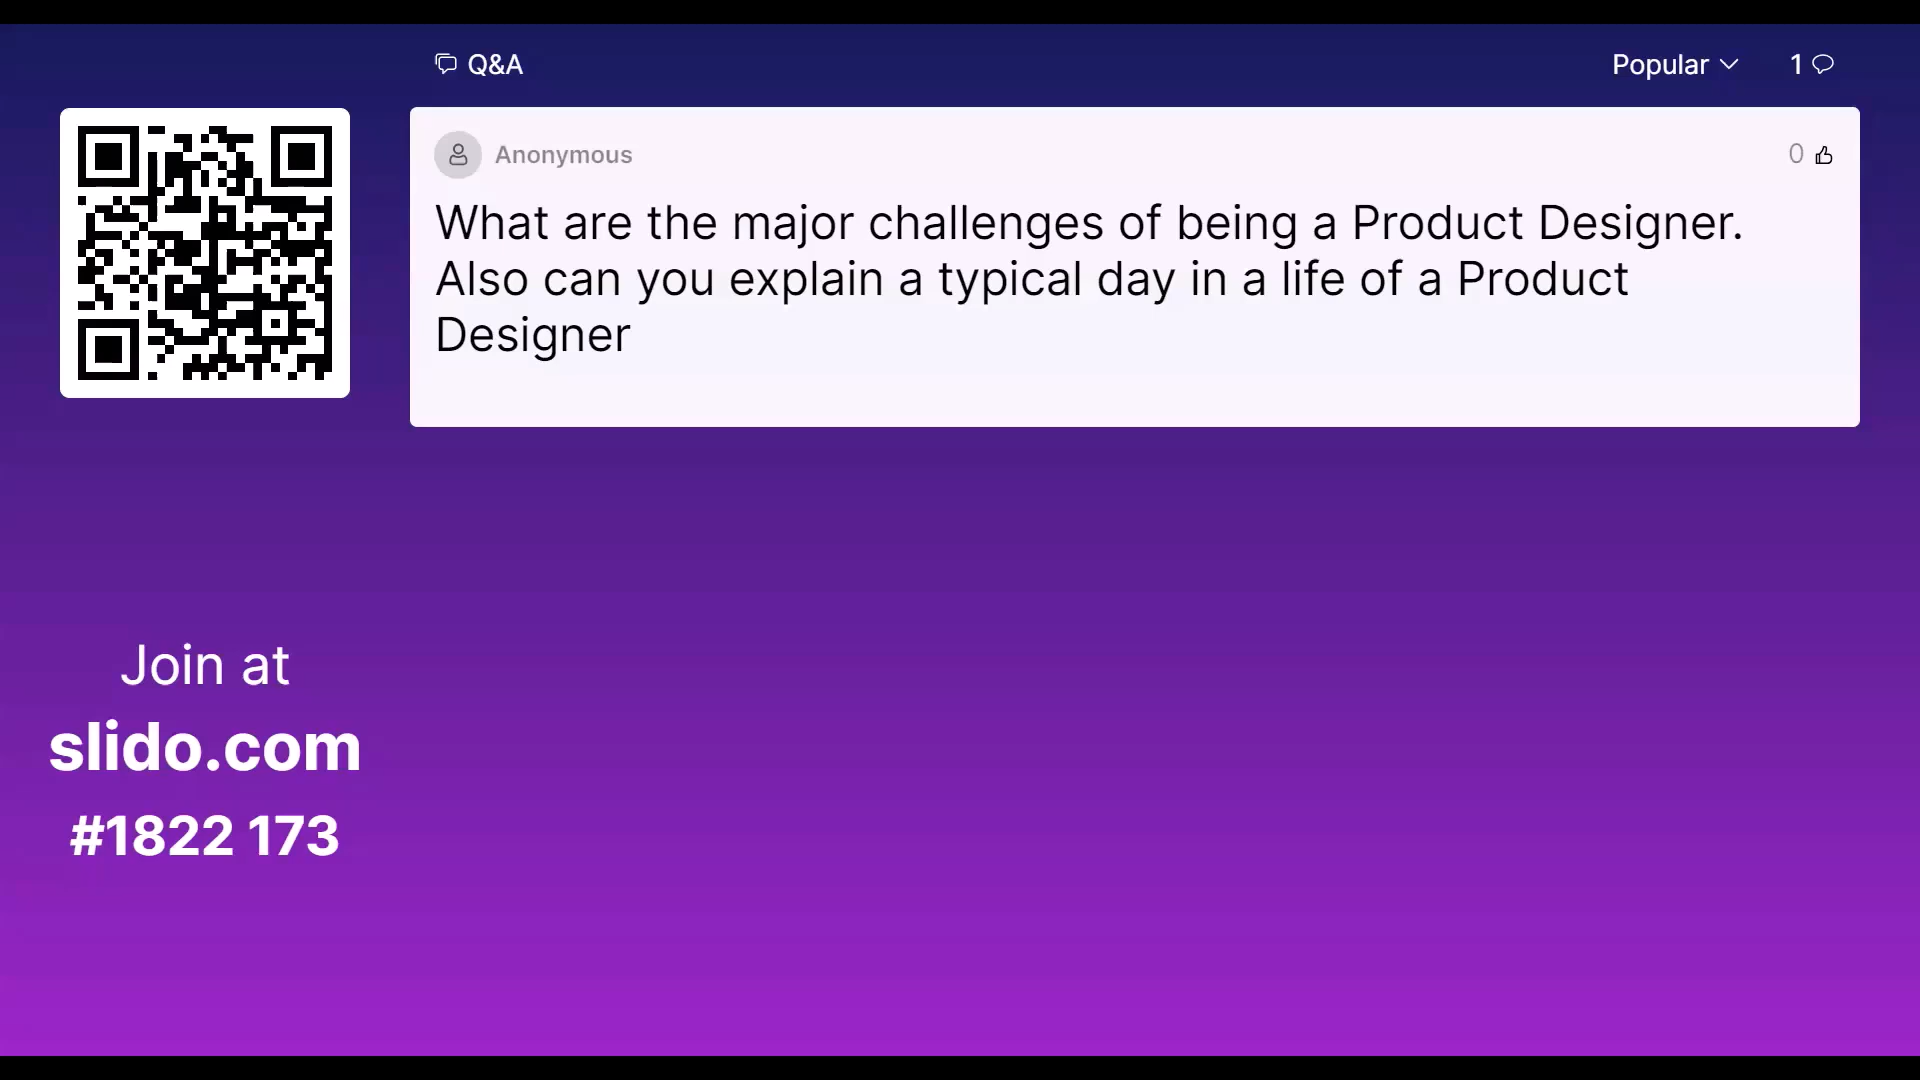 Q&A
Popular
1
Anonymous
0
What are the major challenges of being a Product Designer.
Also can you explain a typical day in a life of a Product
Designer
Join at
slido.com
#1822 173